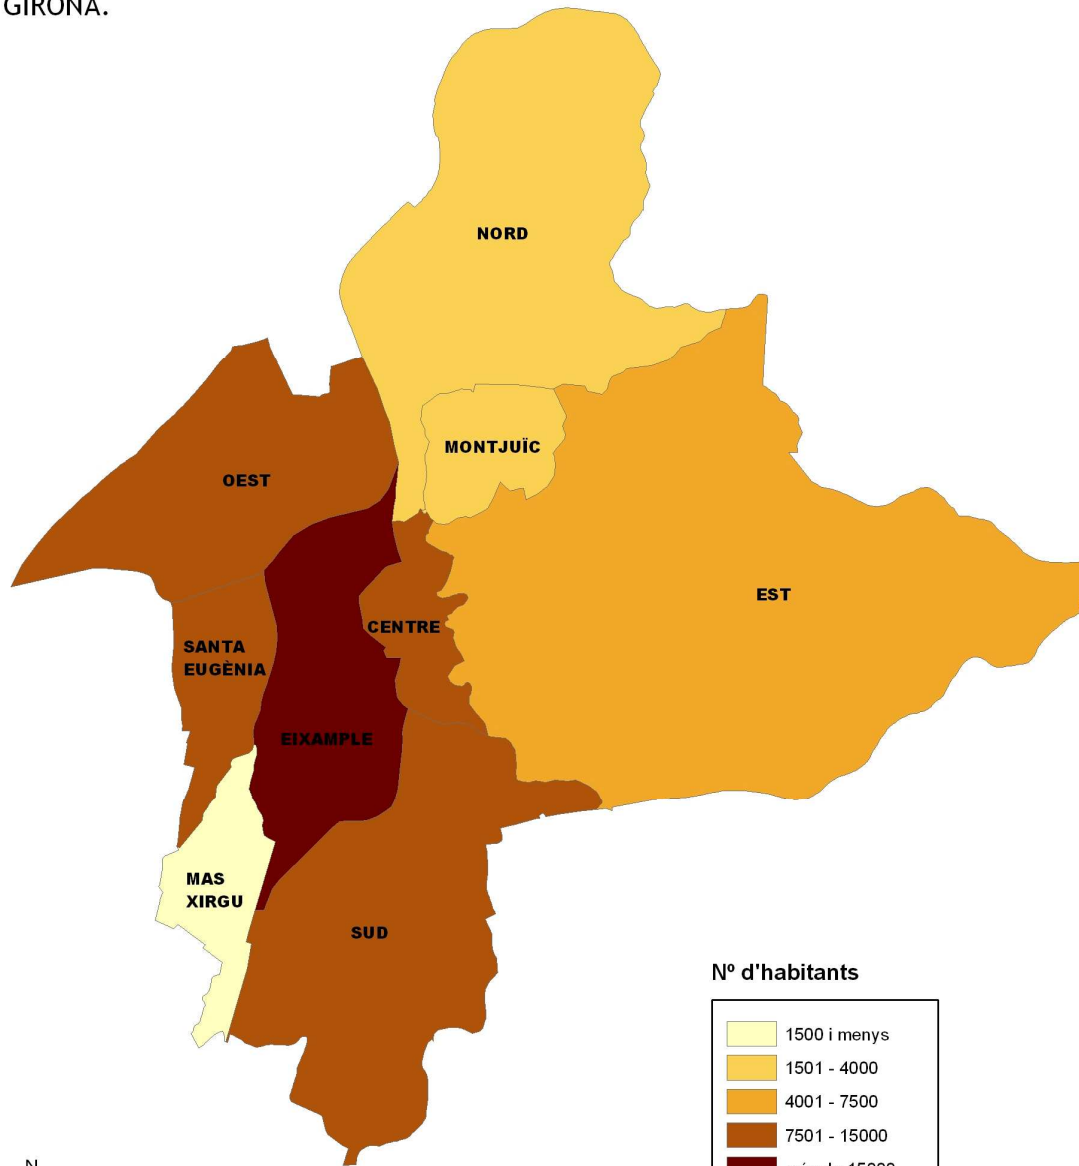 GIRONA.
NORD
MONTJUÏC
OEST
EST
CENTRE
SANTA
EUGÈNIA
EIXAMPLE
MAS
XIRGU
SUD
Nº d'habitants
1500 i menys
1501 - 4000
4001 - 7500
7501 - 15000
15000
N